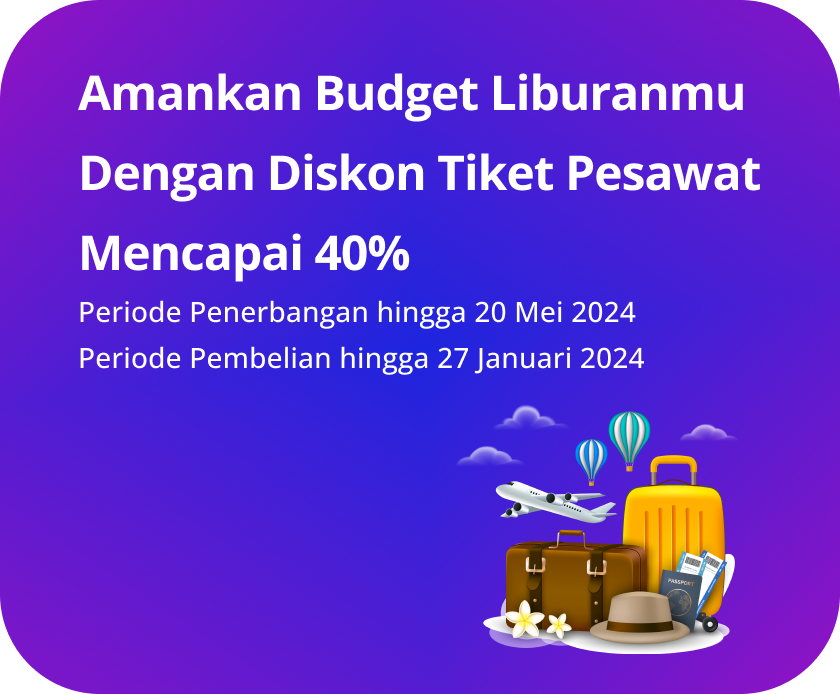 Amankan Budget Liburanmu
Dengan Diskon Tiket Pesawat
Mencapai 40%
Periode Penerbangan hingga 20 Mei 2024
Periode Pembelian hingga 27 Januari 2024
PASSPORT